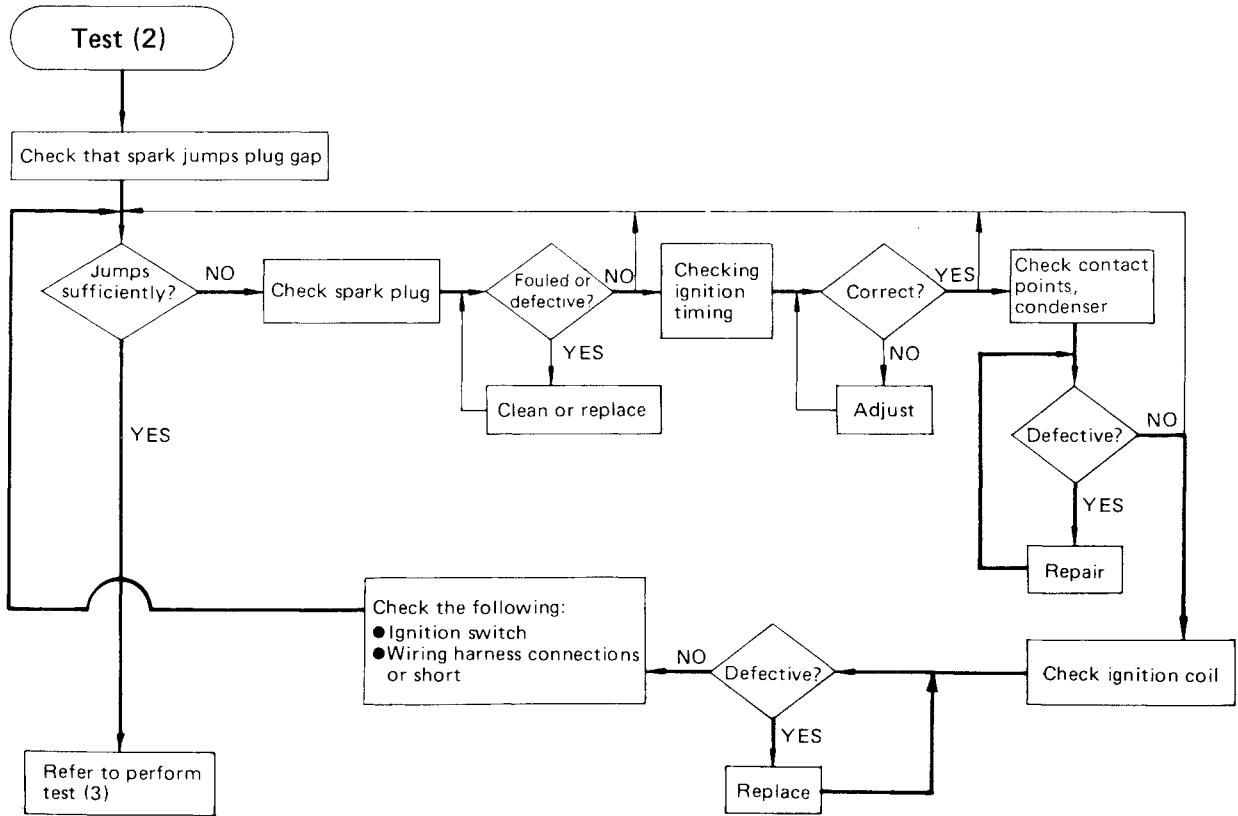 Test (2)
Check that spark jumps plug gap
Jumps
sufficiently?
NO
Check spark plug
Fouled or
defective?
NO
Checking
ignition
timing
Correct?
YES
Check contact
points,
condenser
YES
Clean or replace
NO
Adjust
YES
Defective?
NO
YES
Repair
Check the following:
●Ignition switch
●Wiring harness connections
or short
NO
Defective?
Check ignition coil
YES
Replace
Refer to perform
test (3)